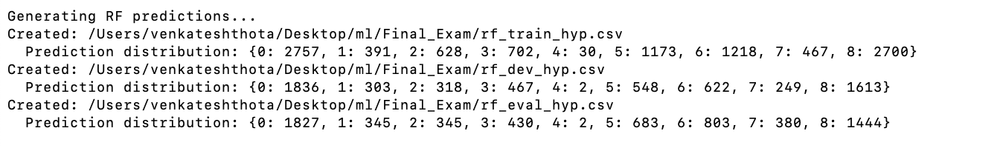 Generating RF predictions...
Created: /Users/venkateshthota/Desktop/ml/Final_Exam/rf_train_hyp.csv
  Prediction distribution: {0: 2757, 1: 391, 2: 628, 3: 702, 4: 30, 5: 1173, 6: 1218, 7: 467, 8: 2700}
Created: /Users/venkateshthota/Desktop/ml/Final_Exam/rf_dev_hyp.csv
  Prediction distribution: {0: 1836, 1: 303, 2: 318, 3: 467, 4: 2, 5: 548, 6: 622, 7: 249, 8: 1613}
Created: /Users/venkateshthota/Desktop/ml/Final_Exam/rf_eval_hyp.csv
  Prediction distribution: {0: 1827, 1: 345, 2: 345, 3: 430, 4: 2, 5: 683, 6: 803, 7: 380, 8: 1444}